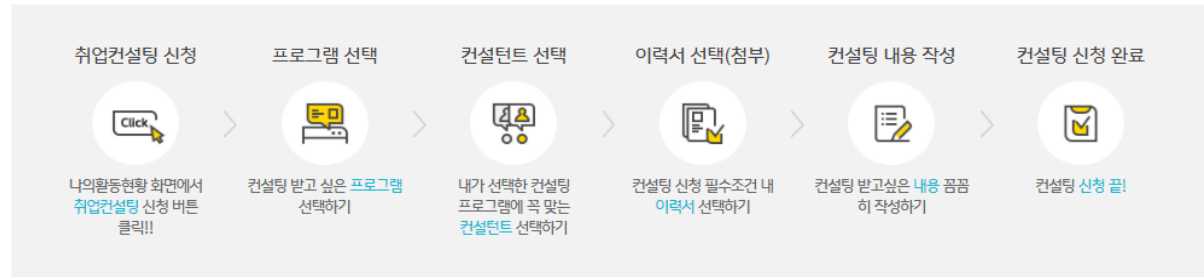 취업컨설팅 신청
프로그램 선택
컨설턴트 선택
이력서 선택(첨부)
컨설팅 내용 작성
컨설팅 신청 완료
Click
나의활동현황 화면에서
취업컨설팅 신청 버튼
클릭!!
컨설팅 받고 싶은 프로그램
선택하기
내가 선택한 컨설팅
프로그램에 꼭 맞는
컨설턴트 선택하기
컨설팅 신청 필수조건 내
이력서 선택하기
컨설팅 받고싶은 내용 꼼꼼
히 작성하기
컨설팅 신청 끝!